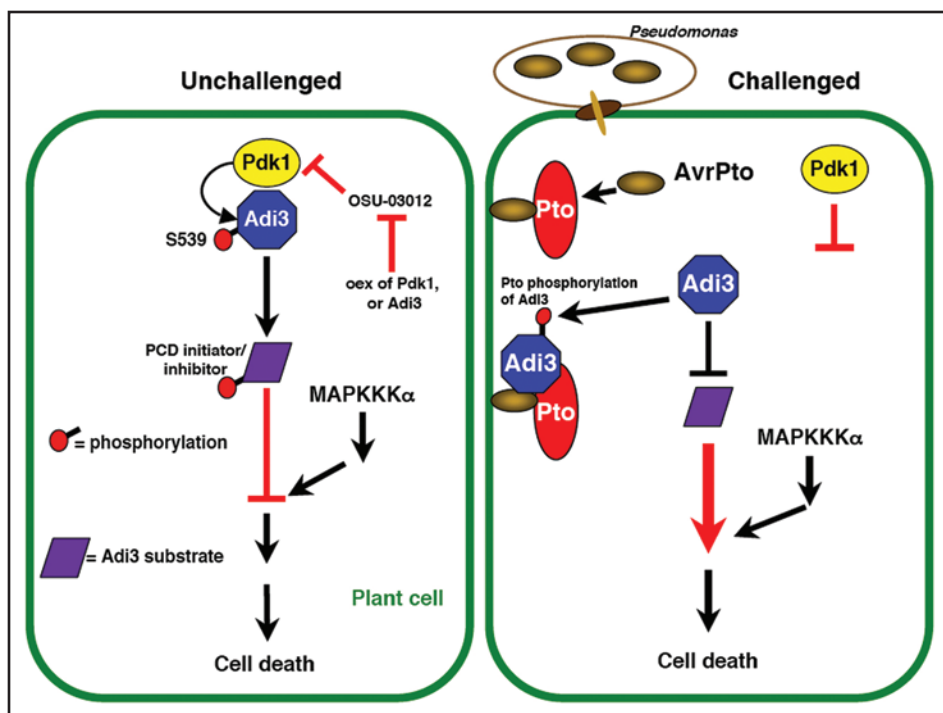 Pseudomonas
Unchallenged
Challenged
Pdk1
OSU-03012
Adi3
S539
oex of Pdk1,
or Adi3
PCD initiator/
inhibitor
MAPKKKα
= phosphorylation
= Adi3 substrate
Plant cell
Cell death
AvrPto
Pdk1
Pto
Pto phosphorylation
of Adi3
Adi3
Adi3
Pto
MAPKKKα
Cell death